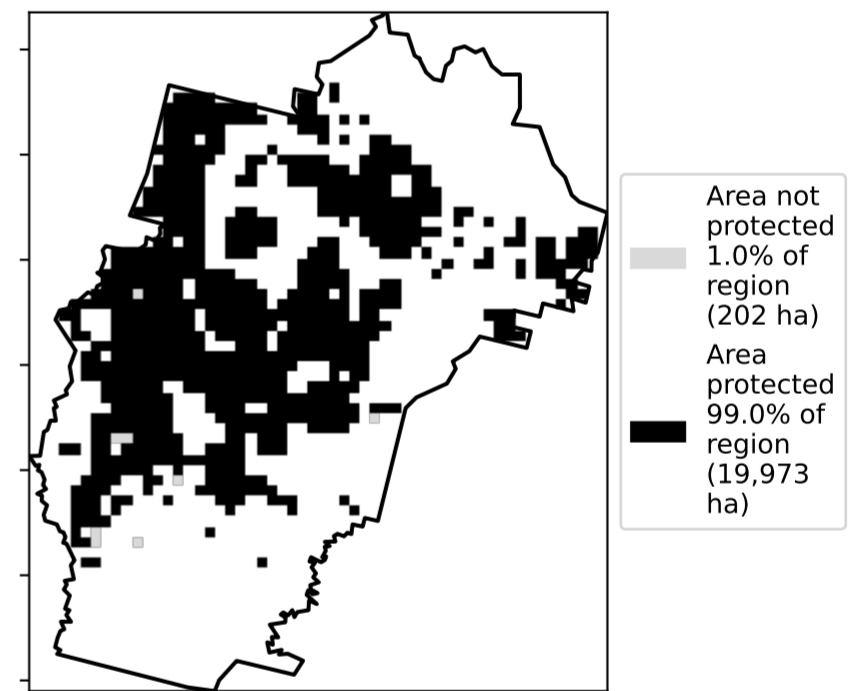 Area not
protected
1.0% of
region
(202 ha)
Area
protected
99.0% of
region
(19,973
ha)